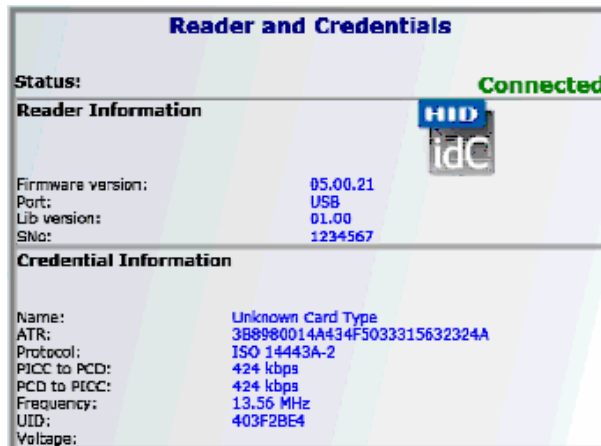 Reader and Credentials
Status: Connected
Reader Information
HID
idC
Firmware version: 05.00.21
Port: USB
Lib version: 01.00
SNo: 1234567
Credential Information
Name: Unknown Card Type
ATR: 3B8980014A434F5033315632324A
Protocol: ISO 14443A-2
PICC to PCD: 424 kbps
PCD to PICC: 424 kbps
Frequency: 13.56 MHz
UID: 403F2BE4
Voltage: